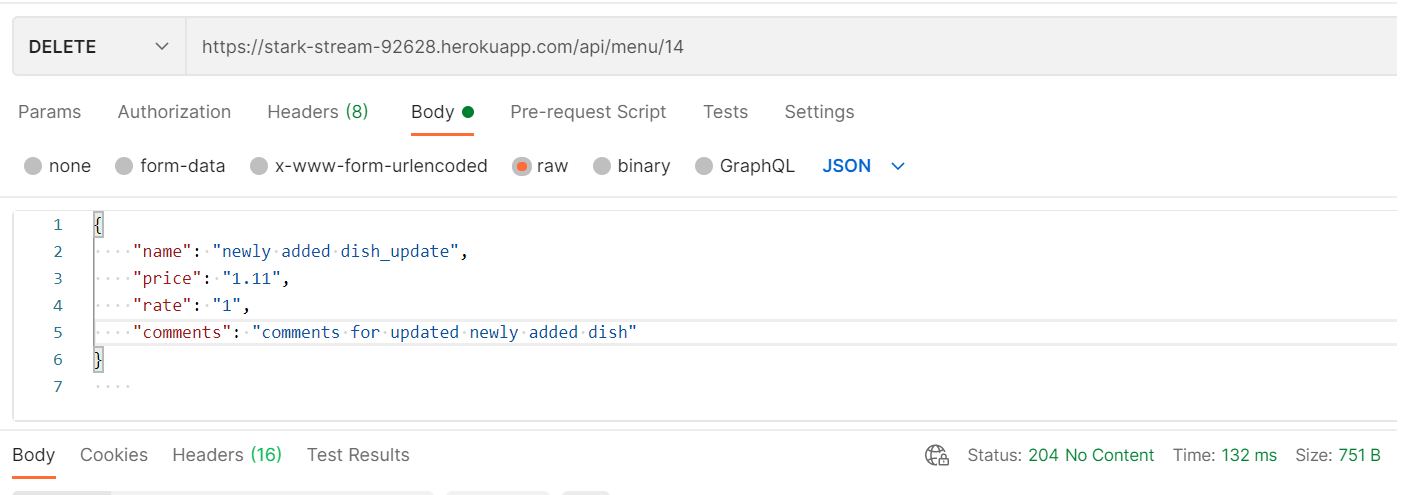 DELETE https://stark-stream-92628.herokuapp.com/api/menu/14
Params Authorization Headers (8) Body Pre-request Script Tests Settings
none form-data x-www-form-urlencoded raw binary GraphQL JSON
1 {
2 "name": "newly added dish_update",
3 "price": "1.11",
4 "rate": "1",
5 "comments": "comments for updated newly added dish"
6 }
7
Body Cookies Headers (16) Test Results Status: 204 No Content Time: 132 ms Size: 751 B